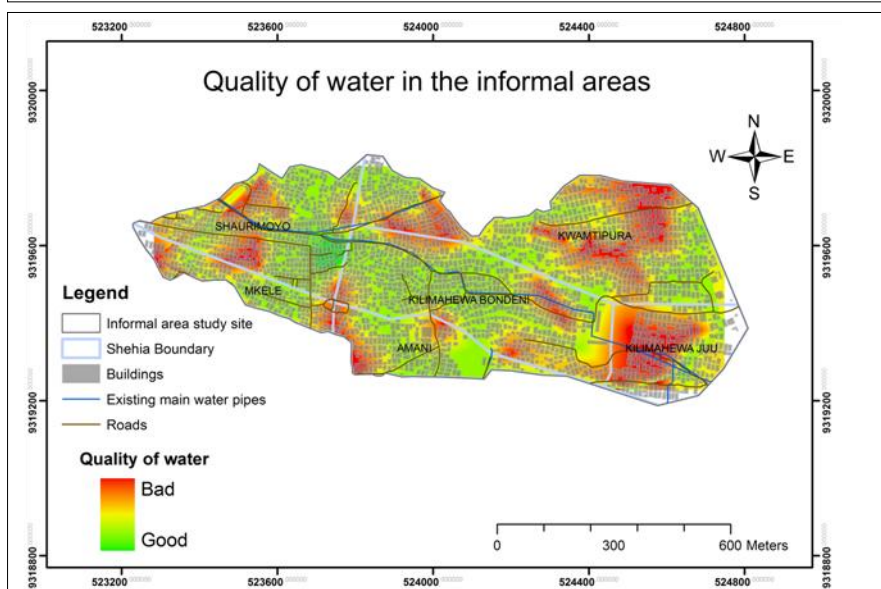 523200 523600 524000 524400 524800
Quality of water in the informal areas
9320000
9320000
N
W E
S
SHAURIMOYO
KWAMTIPURA
9319600
9319600
MKELE
KILIMAHEWA BONDENI
AMANI
KILIMAHEWA JUU
Legend
Informal area study site
Shehia Boundary
Buildings
Existing main water pipes
Roads
9319200
9319200
Quality of water
Bad
Good
0 300 600 Meters
9318800
9318800
523200 523600 524000 524400 524800